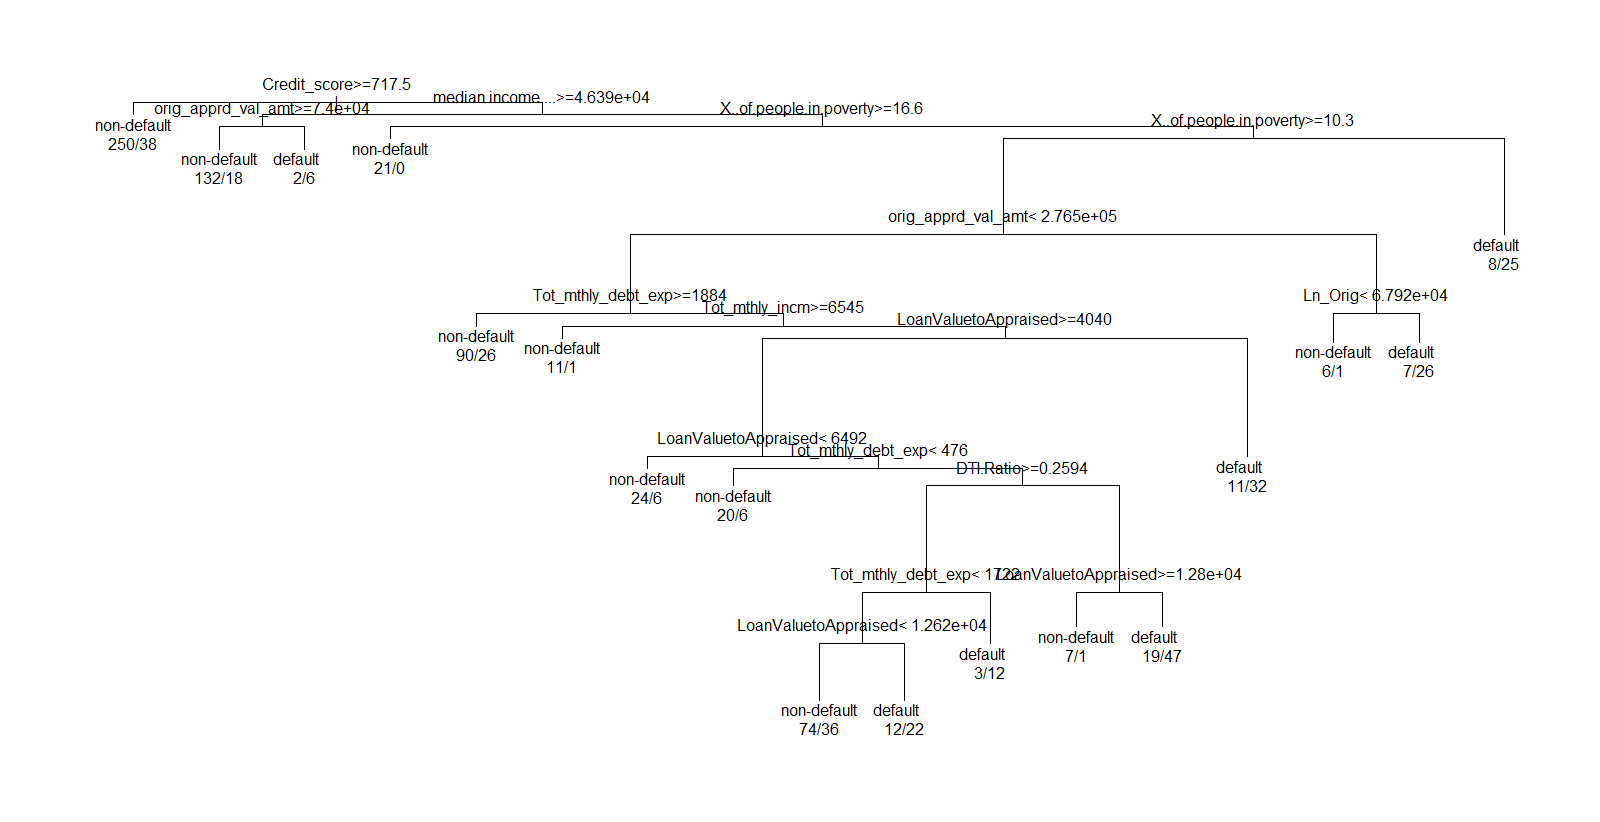 Credit_score>=717.5
median.income....>=4.639e+04
orig_apprd_val_amt>=7.4e+04
X..of.people.in.poverty>=16.6
X..of.people.in.poverty>=10.3
non-default
250/38
non-default
132/18
default
2/6
non-default
21/0
orig_apprd_val_amt< 2.765e+05
default
8/25
Tot_mthly_debt_exp>=1884
Tot_mthly_incm>=6545
LoanValuetoAppraised>=4040
Ln_Orig< 6.792e+04
non-default
90/26
non-default
11/1
non-default
6/1
default
7/26
LoanValuetoAppraised< 6492
Tot_mthly_debt_exp< 476
DTI.Ratio>=0.2594
default
11/32
non-default
24/6
non-default
20/6
Tot_mthly_debt_exp< 1722
LoanValuetoAppraised>=1.28e+04
LoanValuetoAppraised< 1.262e+04
default
3/12
non-default
7/1
default
19/47
non-default
74/36
default
12/22